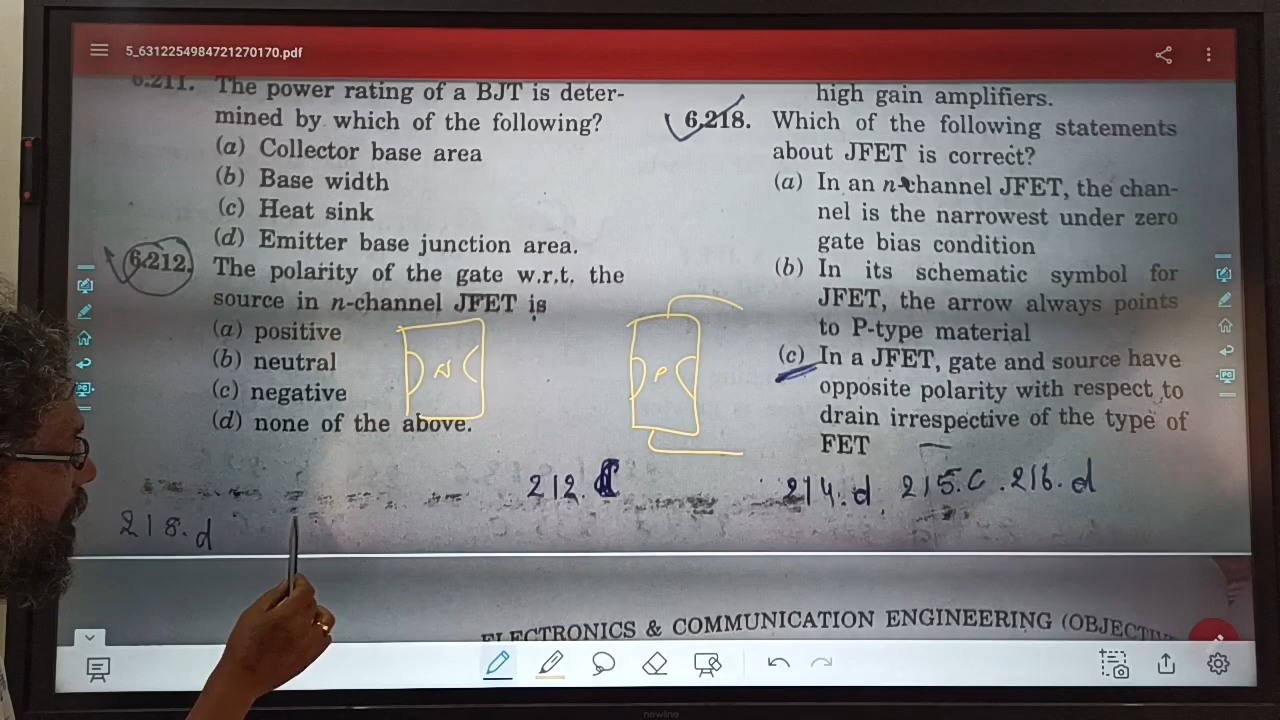 5_6312254984721270170.pdf
6.211. The power rating of a BJT is deter-
mined by which of the following?
(a) Collector base area
(b) Base width
(c) Heat sink
(d) Emitter base junction area.
6.212. The polarity of the gate w.r.t. the
source in n-channel JFET is
(a) positive
(b) neutral
(c) negative
(d) none of the above.
N
P
high gain amplifiers.
6.218. Which of the following statements
about JFET is correct?
(a) In an n-channel JFET, the chan-
nel is the narrowest under zero
gate bias condition
(b) In its schematic symbol for
JFET, the arrow always points
to P-type material
(c) In a JFET, gate and source have
opposite polarity with respect to
drain irrespective of the type of
FET
212.
214.d 215.c.216.d
218.d
ELECTRONICS & COMMUNICATION ENGINEERING
newline